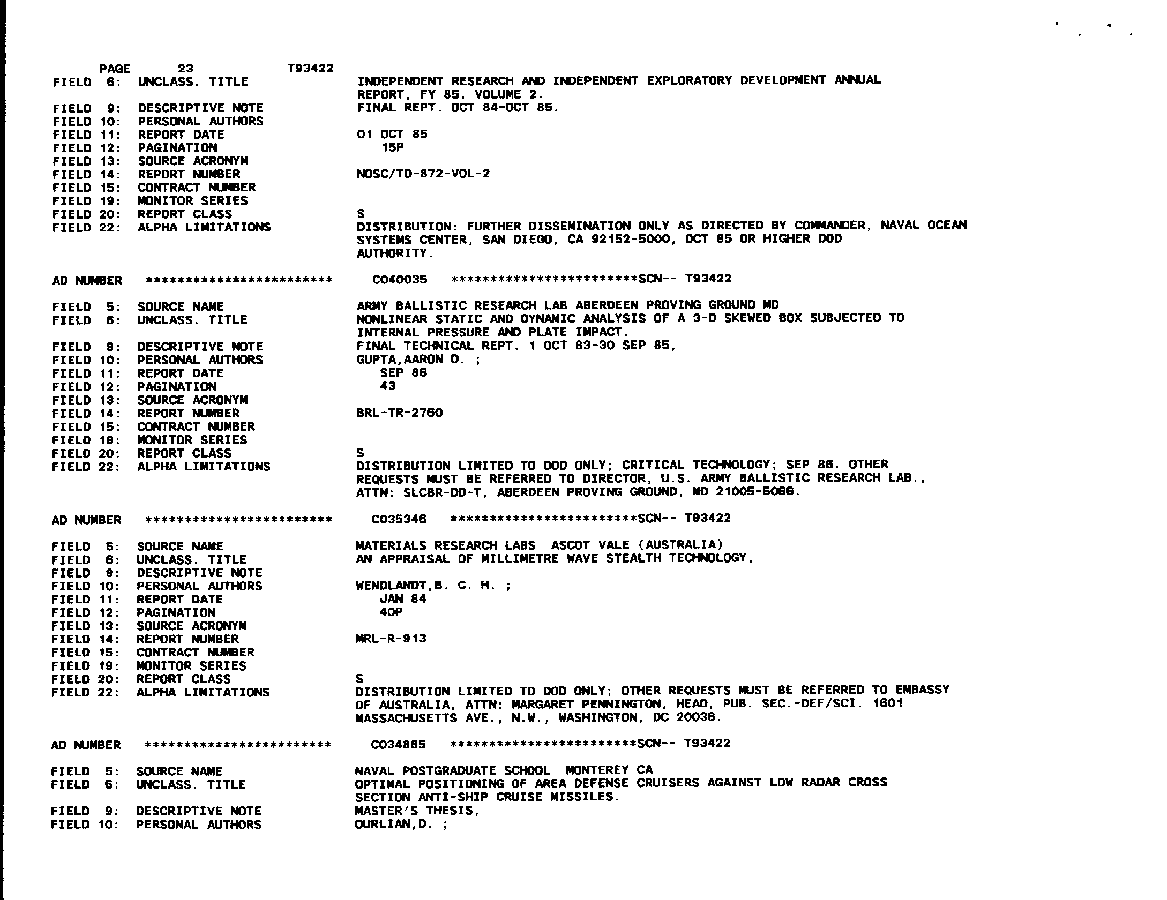 PAGE 23 T93422
FIELD 6: UNCLASS. TITLE INDEPENDENT RESEARCH AND INDEPENDENT EXPLORATORY DEVELOPMENT ANNUAL
REPORT, FY 85. VOLUME 2.
FIELD 9: DESCRIPTIVE NOTE FINAL REPT. OCT 84-OCT 85.
FIELD 10: PERSONAL AUTHORS
FIELD 11: REPORT DATE 01 OCT 85
FIELD 12: PAGINATION 15P
FIELD 13: SOURCE ACRONYM
FIELD 14: REPORT NUMBER NOSC/TD-872-VOL-2
FIELD 15: CONTRACT NUMBER
FIELD 19: MONITOR SERIES
FIELD 20: REPORT CLASS S
FIELD 22: ALPHA LIMITATIONS DISTRIBUTION: FURTHER DISSEMINATION ONLY AS DIRECTED BY COMMANDER, NAVAL OCEAN
SYSTEMS CENTER, SAN DIEGO, CA 92152-5000, OCT 85 OR HIGHER DOD
AUTHORITY.
AD NUMBER ************************ C040035 ************************SCN-- T93422
FIELD 5: SOURCE NAME ARMY BALLISTIC RESEARCH LAB ABERDEEN PROVING GROUND MD
FIELD 6: UNCLASS. TITLE NONLINEAR STATIC AND DYNAMIC ANALYSIS OF A 3-D SKEWED BOX SUBJECTED TO
INTERNAL PRESSURE AND PLATE IMPACT.
FIELD 9: DESCRIPTIVE NOTE FINAL TECHNICAL REPT. 1 OCT 83-30 SEP 85,
FIELD 10: PERSONAL AUTHORS GUPTA,AARON D. ;
FIELD 11: REPORT DATE SEP 86
FIELD 12: PAGINATION 43
FIELD 13: SOURCE ACRONYM
FIELD 14: REPORT NUMBER BRL-TR-2760
FIELD 15: CONTRACT NUMBER
FIELD 19: MONITOR SERIES
FIELD 20: REPORT CLASS S
FIELD 22: ALPHA LIMITATIONS DISTRIBUTION LIMITED TO DOD ONLY; CRITICAL TECHNOLOGY; SEP 86. OTHER
REQUESTS MUST BE REFERRED TO DIRECTOR, U.S. ARMY BALLISTIC RESEARCH LAB.,
ATTN: SLCBR-DD-T, ABERDEEN PROVING GROUND, MD 21005-5066.
AD NUMBER ************************ C035346 ************************SCN-- T93422
FIELD 5: SOURCE NAME MATERIALS RESEARCH LABS ASCOT VALE (AUSTRALIA)
FIELD 6: UNCLASS. TITLE AN APPRAISAL OF MILLIMETRE WAVE STEALTH TECHNOLOGY,
FIELD 9: DESCRIPTIVE NOTE
FIELD 10: PERSONAL AUTHORS WENDLANDT,B. C. H. ;
FIELD 11: REPORT DATE JAN 84
FIELD 12: PAGINATION 40P
FIELD 13: SOURCE ACRONYM
FIELD 14: REPORT NUMBER MRL-R-913
FIELD 15: CONTRACT NUMBER
FIELD 19: MONITOR SERIES
FIELD 20: REPORT CLASS S
FIELD 22: ALPHA LIMITATIONS DISTRIBUTION LIMITED TO DOD ONLY; OTHER REQUESTS MUST BE REFERRED TO EMBASSY
OF AUSTRALIA, ATTN: MARGARET PENNINGTON, HEAD, PUB. SEC.-DEF/SCI. 1601
MASSACHUSETTS AVE., N.W., WASHINGTON, DC 20036.
AD NUMBER ************************ C034865 ************************SCN-- T93422
FIELD 5: SOURCE NAME NAVAL POSTGRADUATE SCHOOL MONTEREY CA
FIELD 6: UNCLASS. TITLE OPTIMAL POSITIONING OF AREA DEFENSE CRUISERS AGAINST LOW RADAR CROSS
SECTION ANTI-SHIP CRUISE MISSILES.
FIELD 9: DESCRIPTIVE NOTE MASTER'S THESIS,
FIELD 10: PERSONAL AUTHORS OURLIAN,D. ;